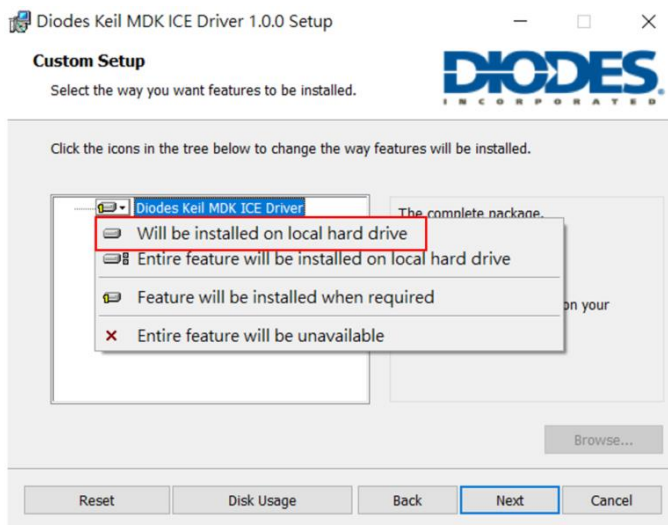 Diodes Keil MDK ICE Driver 1.0.0 Setup
Custom Setup
Select the way you want features to be installed.
DIODES
INCORPORATED
Click the icons in the tree below to change the way features will be installed.
Diodes Keil MDK ICE Driver
The complete package.
Will be installed on local hard drive
Entire feature will be installed on local hard drive
Feature will be installed when required
on your
Entire feature will be unavailable
Browse...
Reset
Disk Usage
Back
Next
Cancel